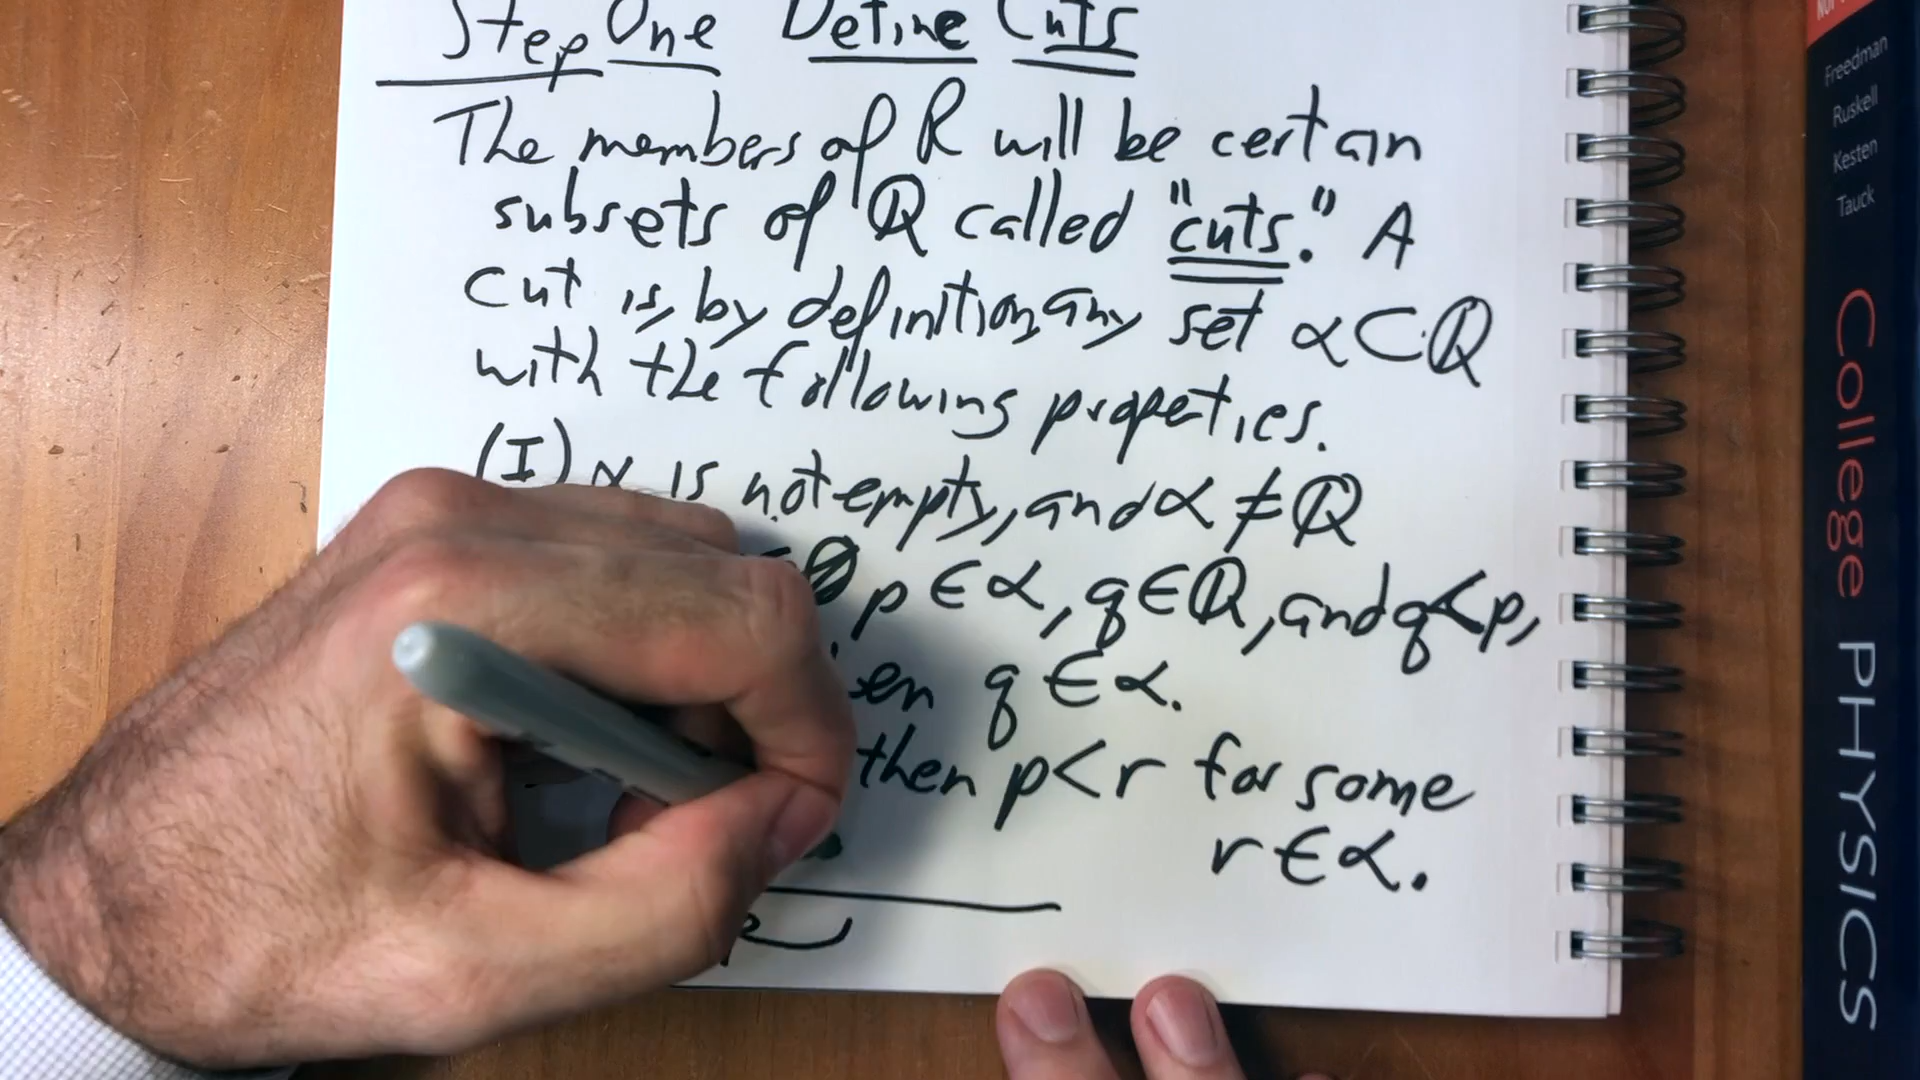 Step One Define Cuts
The members of R will be certain
subsets of Q called "cuts." A
cut is, by definition, any set α⊂Q
with the following properties.
(I) α is not empty, and α ≠ Q
p∈α, q∈Q, and q<p,
q∈α.
then p<r for some
r∈α.
Freedman
Ruskell
Kesten
Tauck
College PHYSICS